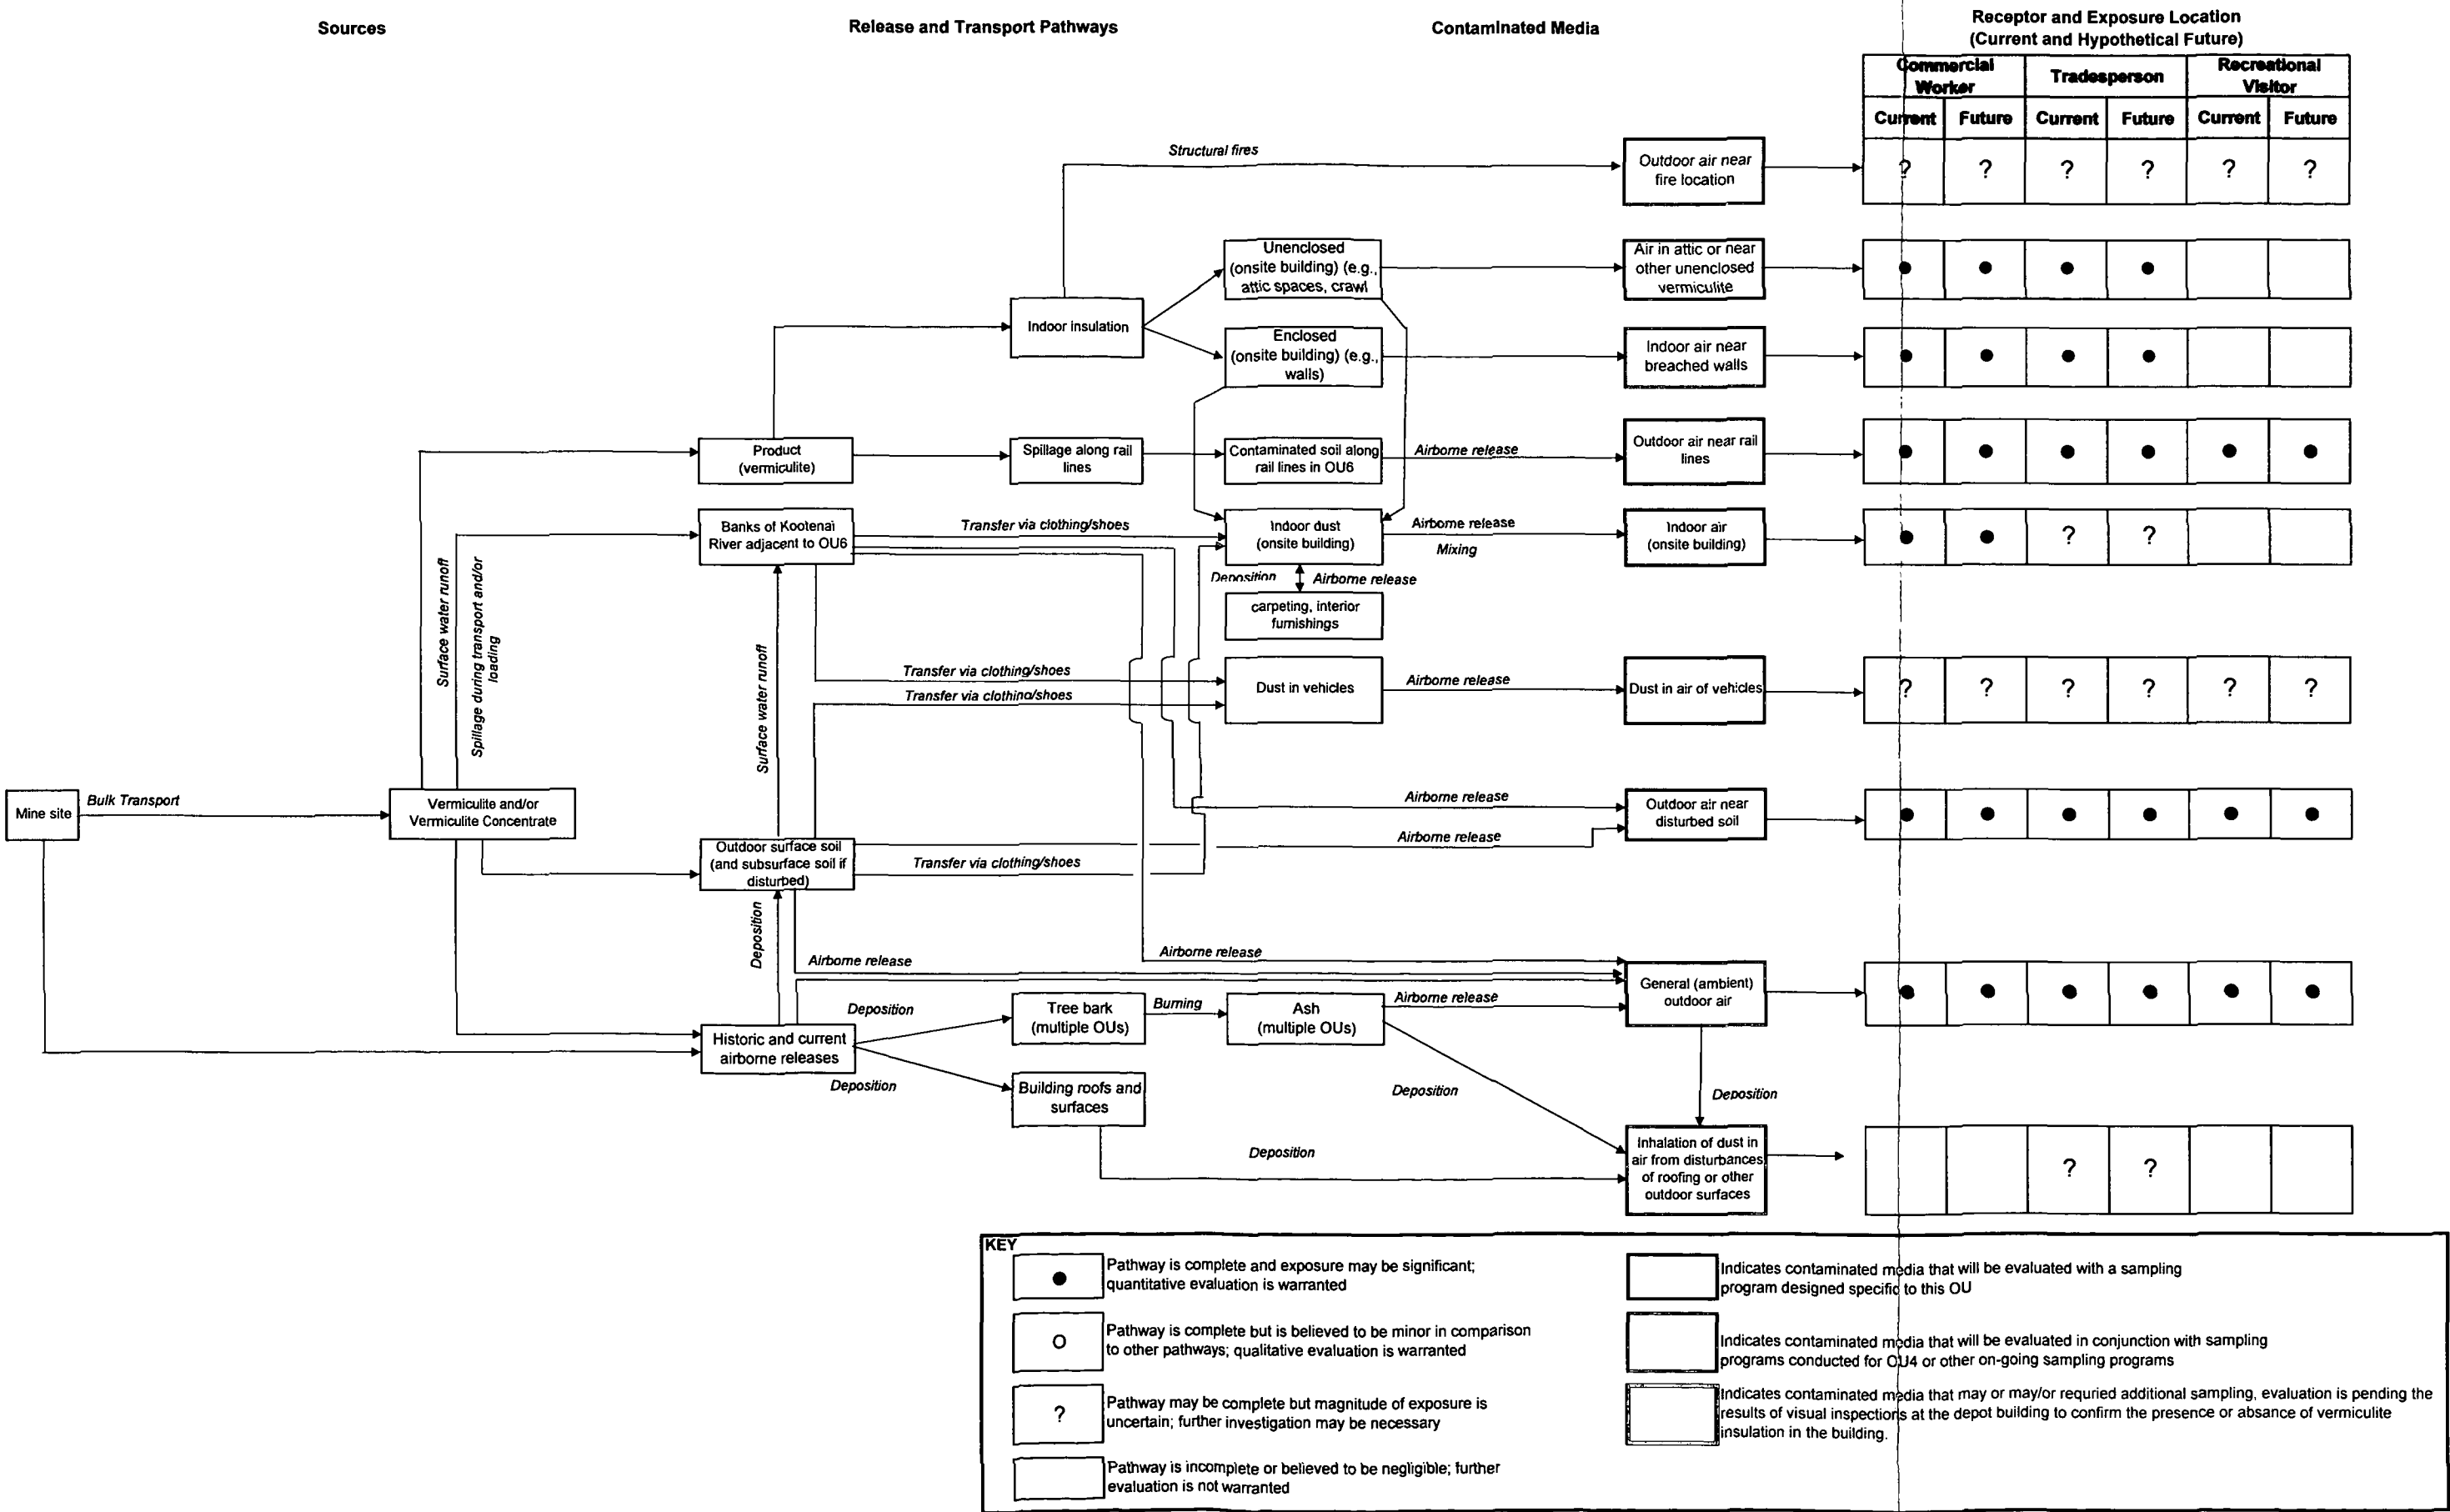 Sources
Release and Transport Pathways
Contaminated Media
Receptor and Exposure Location
(Current and Hypothetical Future)
Commercial
Worker
Tradesperson
Recreational
Visitor
Current
Future
Current
Future
Current
Future
Structural fires
Outdoor air near
fire location
? ? ? ? ? ?
Unenclosed
(onsite building) (e.g.,
attic spaces, crawl
Air in attic or near
other unenclosed
vermiculite
● ● ● ●
Indoor insulation
Enclosed
(onsite building) (e.g.,
walls)
Indoor air near
breached walls
● ● ● ●
Product
(vermiculite)
Spillage along rail
lines
Contaminated soil along
rail lines in OU6
Airborne release
Outdoor air near rail
lines
● ● ● ● ● ●
Banks of Kootenai
River adjacent to OU6
Transfer via clothing/shoes
Indoor dust
(onsite building)
Airborne release
Mixing
Indoor air
(onsite building)
● ● ? ?
Deposition
Airborne release
carpeting, interior
furnishings
Surface water runoff
Spillage during transport and/or
loading
Surface water runoff
Transfer via clothing/shoes
Transfer via clothing/shoes
Dust in vehicles
Airborne release
Dust in air of vehicles
? ? ? ? ? ?
Mine site
Bulk Transport
Vermiculite and/or
Vermiculite Concentrate
Airborne release
Outdoor air near
disturbed soil
● ● ● ● ● ●
Airborne release
Outdoor surface soil
(and subsurface soil if
disturbed)
Transfer via clothing/shoes
Deposition
Airborne release
Airborne release
General (ambient)
outdoor air
● ● ● ● ● ●
Deposition
Tree bark
(multiple OUs)
Burning
Ash
(multiple OUs)
Airborne release
Historic and current
airborne releases
Deposition
Building roofs and
surfaces
Deposition
Deposition
Deposition
Inhalation of dust in
air from disturbances
of roofing or other
outdoor surfaces
? ?
KEY
●
Pathway is complete and exposure may be significant;
quantitative evaluation is warranted
O
Pathway is complete but is believed to be minor in comparison
to other pathways; qualitative evaluation is warranted
?
Pathway may be complete but magnitude of exposure is
uncertain; further investigation may be necessary
Pathway is incomplete or believed to be negligible; further
evaluation is not warranted
Indicates contaminated media that will be evaluated with a sampling
program designed specific to this OU
Indicates contaminated media that will be evaluated in conjunction with sampling
programs conducted for OU4 or other on-going sampling programs
Indicates contaminated media that may or may/or requried additional sampling, evaluation is pending the
results of visual inspections at the depot building to confirm the presence or absence of vermiculite
insulation in the building.